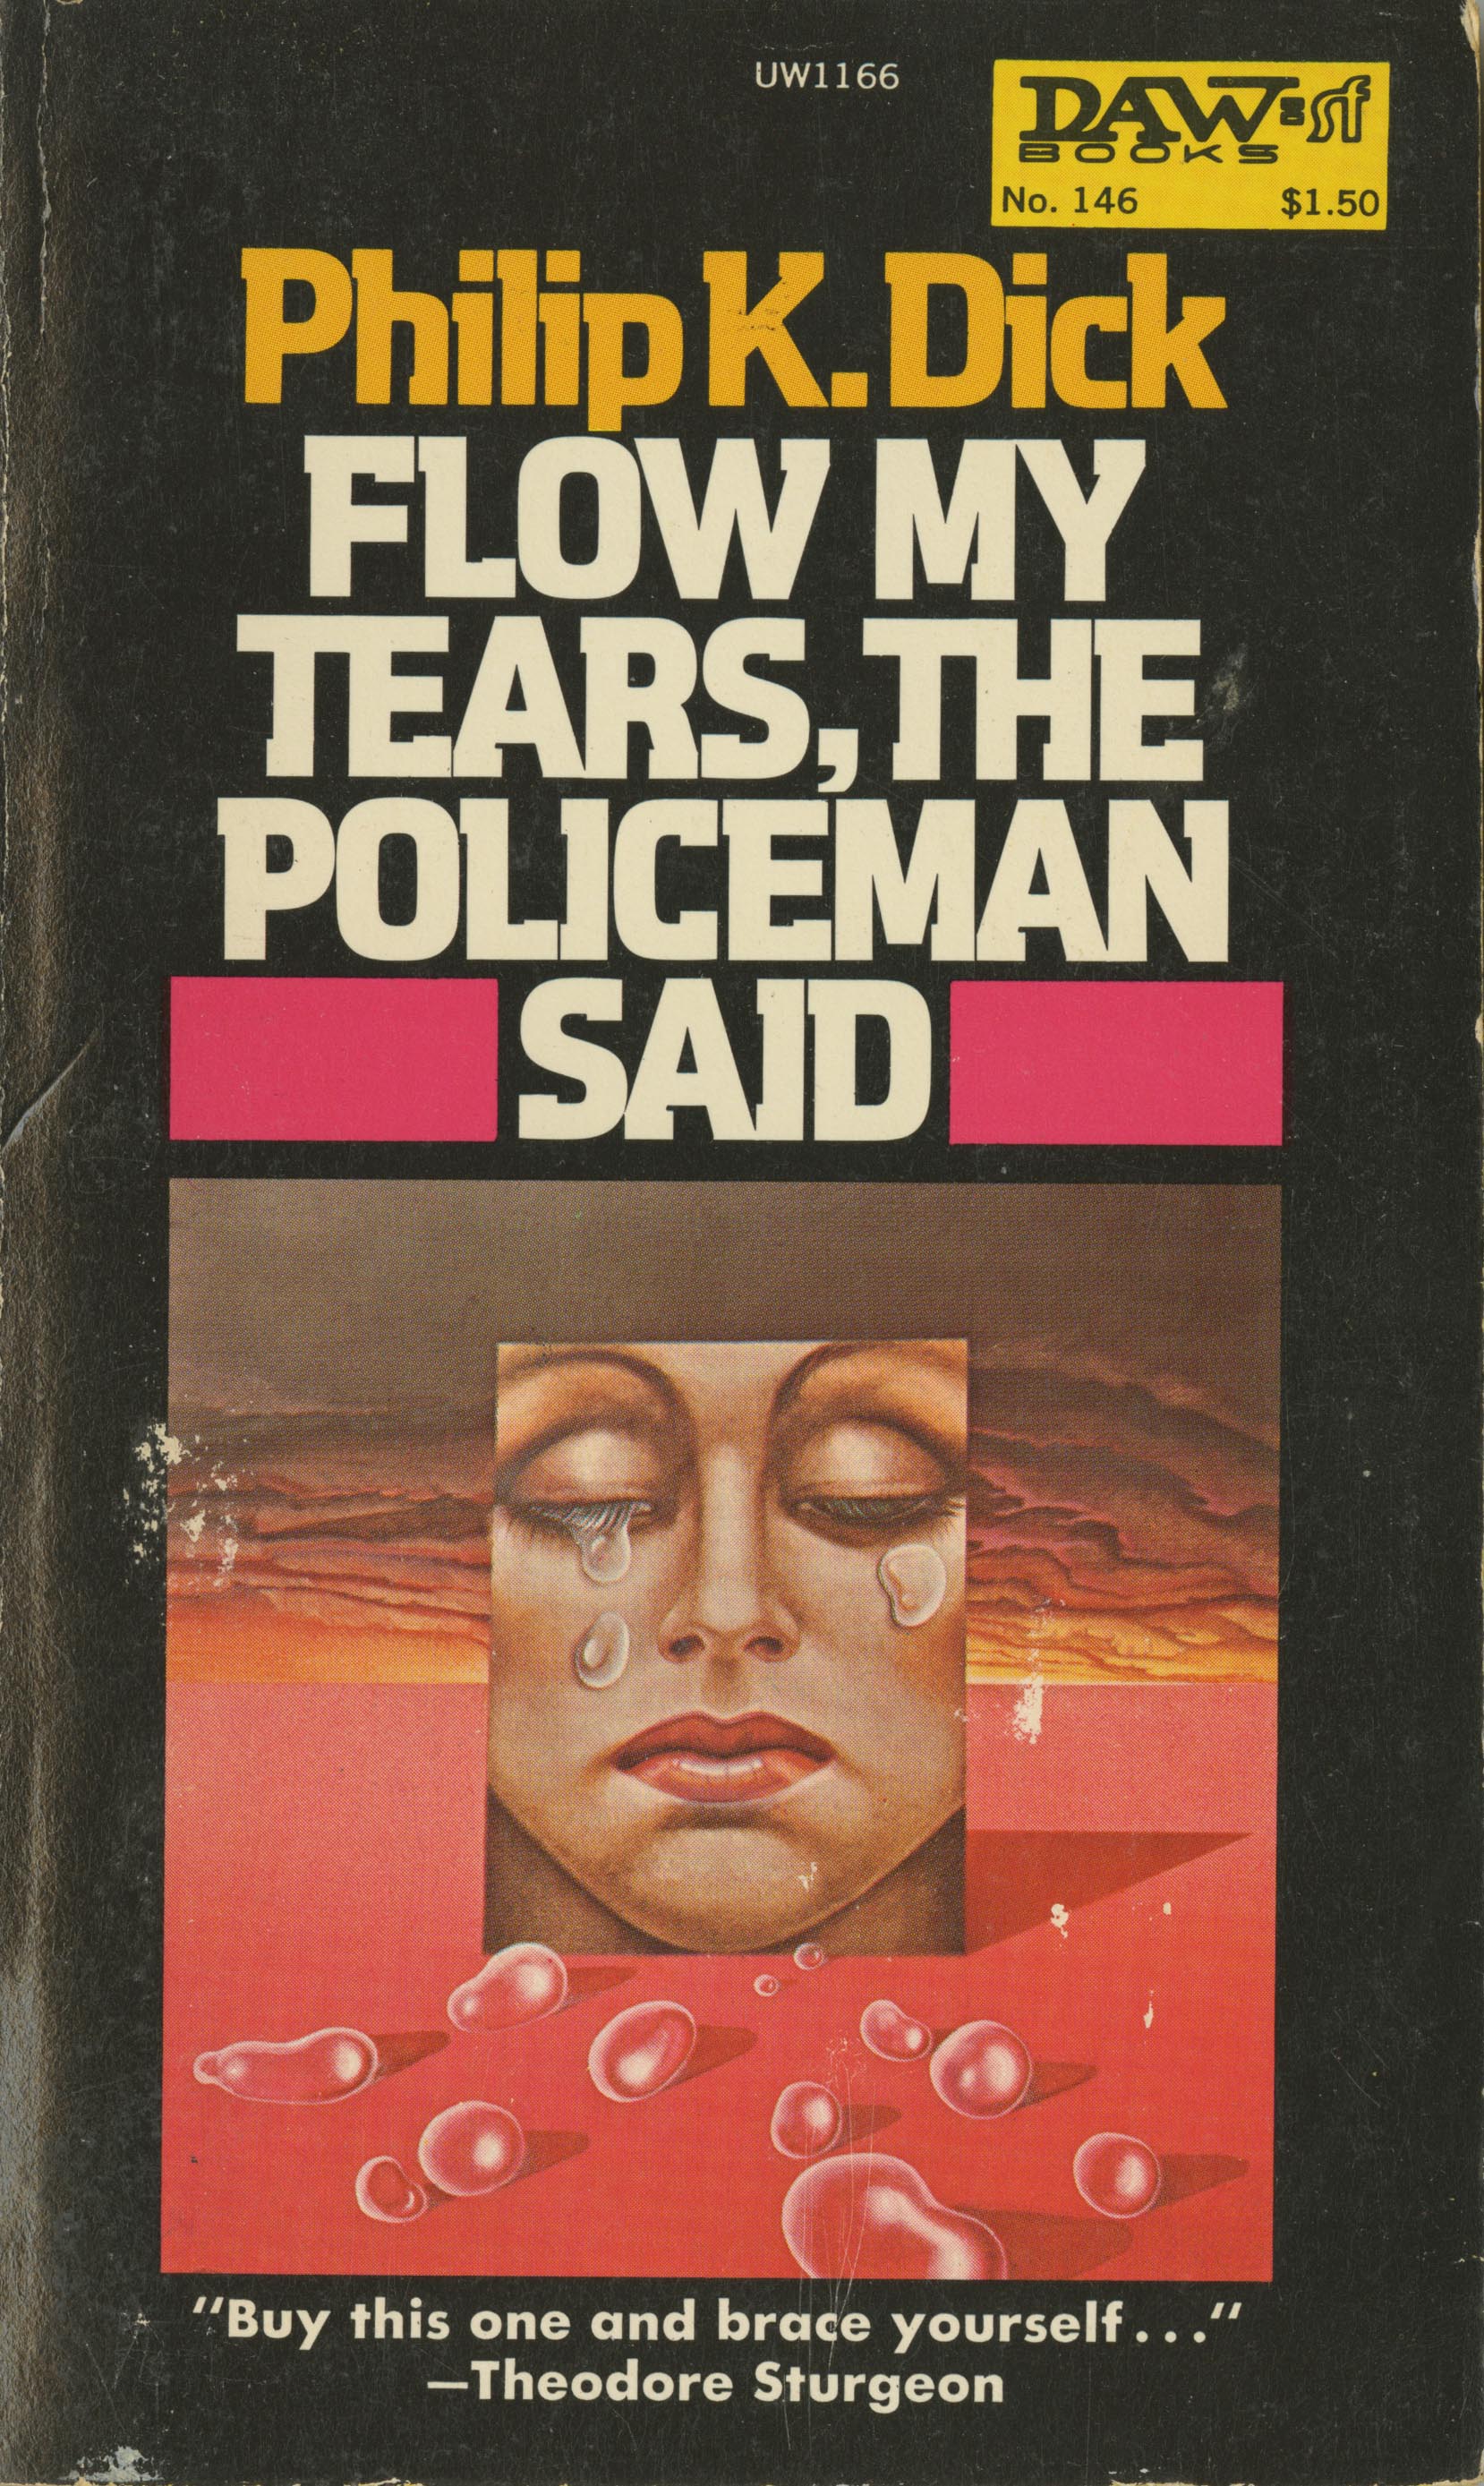 UW1166
DAW=sf
BOOKS
No. 146 $1.50
Philip K. Dick
FLOW MY
TEARS, THE
POLICEMAN
SAID
"Buy this one and brace yourself..."
—Theodore Sturgeon